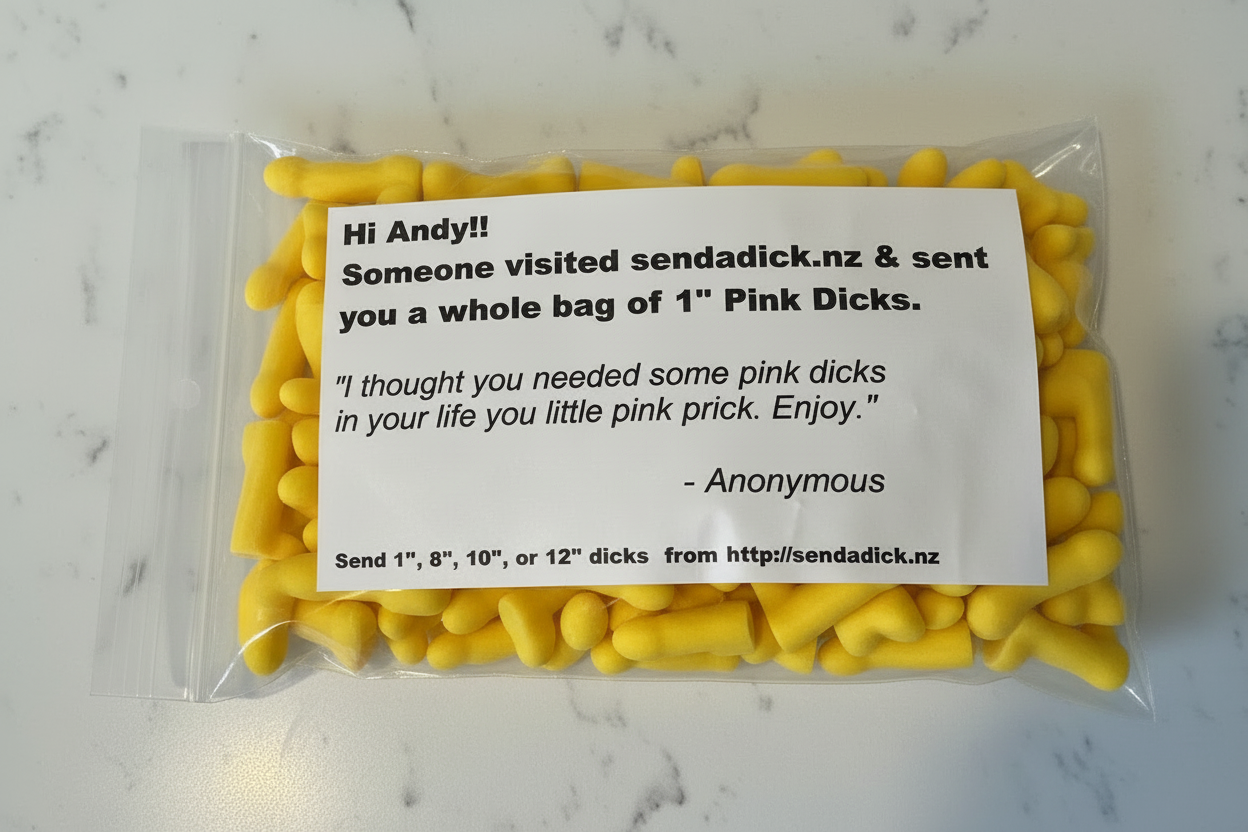 Hi Andy!!
Someone visited sendadick.nz & sent
you a whole bag of 1" Pink Dicks.
"I thought you needed some pink dicks
in your life you little pink prick. Enjoy."
- Anonymous
Send 1", 8", 10", or 12" dicks from http://sendadick.nz